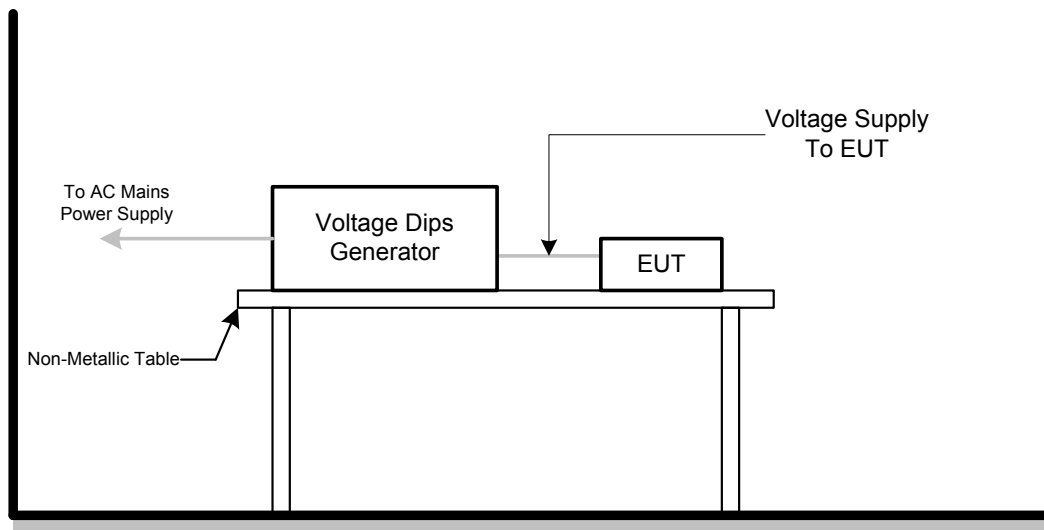 Voltage Supply
To EUT
To AC Mains
Power Supply
Voltage Dips
Generator
EUT
Non-Metallic Table